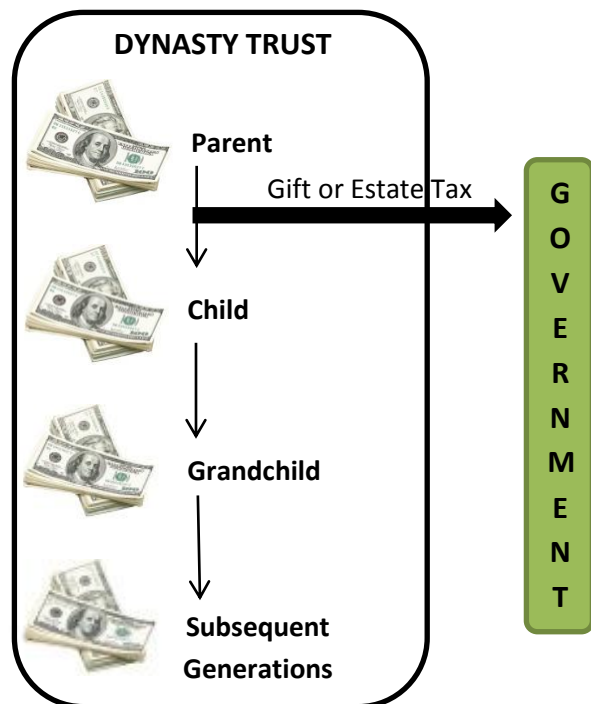 DYNASTY TRUST
Parent
Gift or Estate Tax
Child
Grandchild
Subsequent
Generations
G
O
V
E
R
N
M
E
N
T